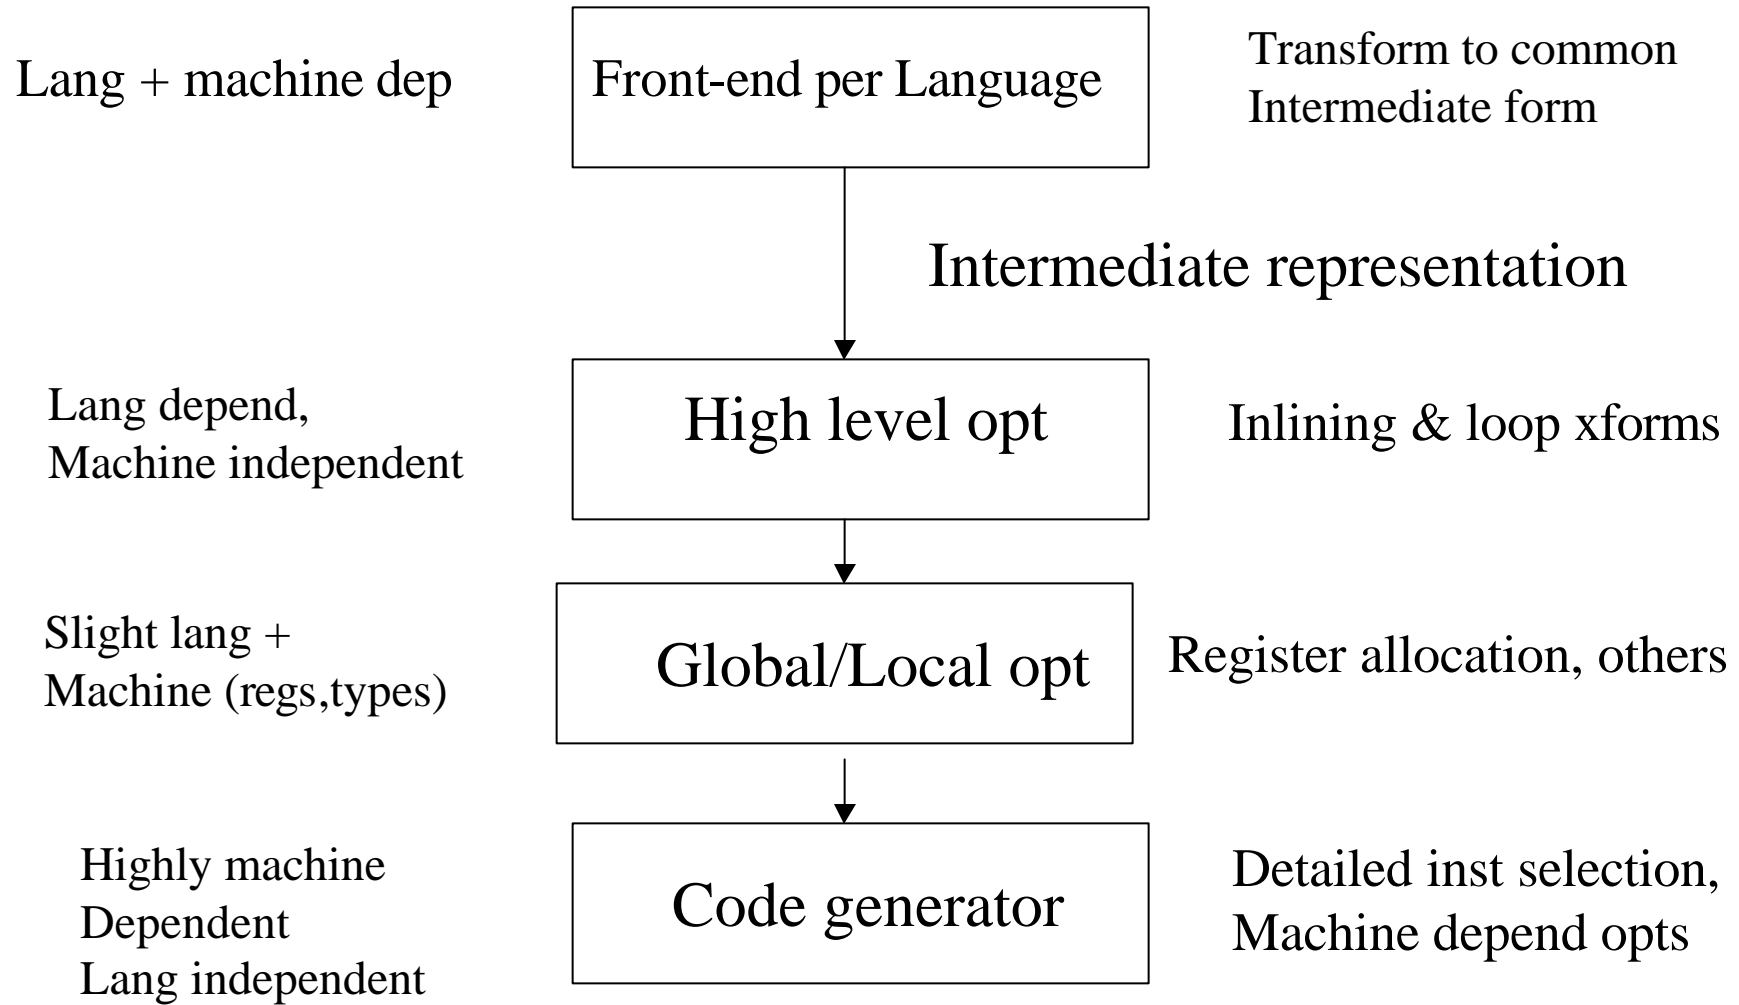 Lang + machine dep
Front-end per Language
Transform to common
Intermediate form
Intermediate representation
Lang depend,
Machine independent
High level opt
Inlining & loop xforms
Slight lang +
Machine (regs,types)
Global/Local opt
Register allocation, others
Highly machine
Dependent
Lang independent
Code generator
Detailed inst selection,
Machine depend opts